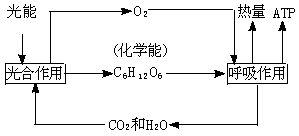 光能
O₂
热量 ATP
(化学能)
光合作用
C₆H₁₂O₆
呼吸作用
CO₂和H₂O